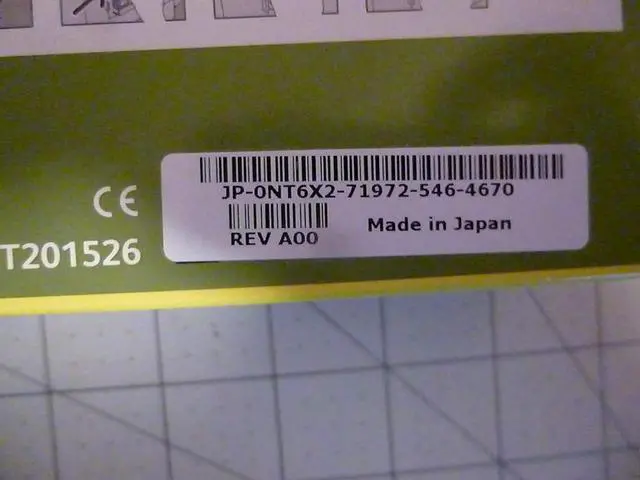 JP-0NT6X2-71972-546-4670
REV A00
Made in Japan
CE
T201526